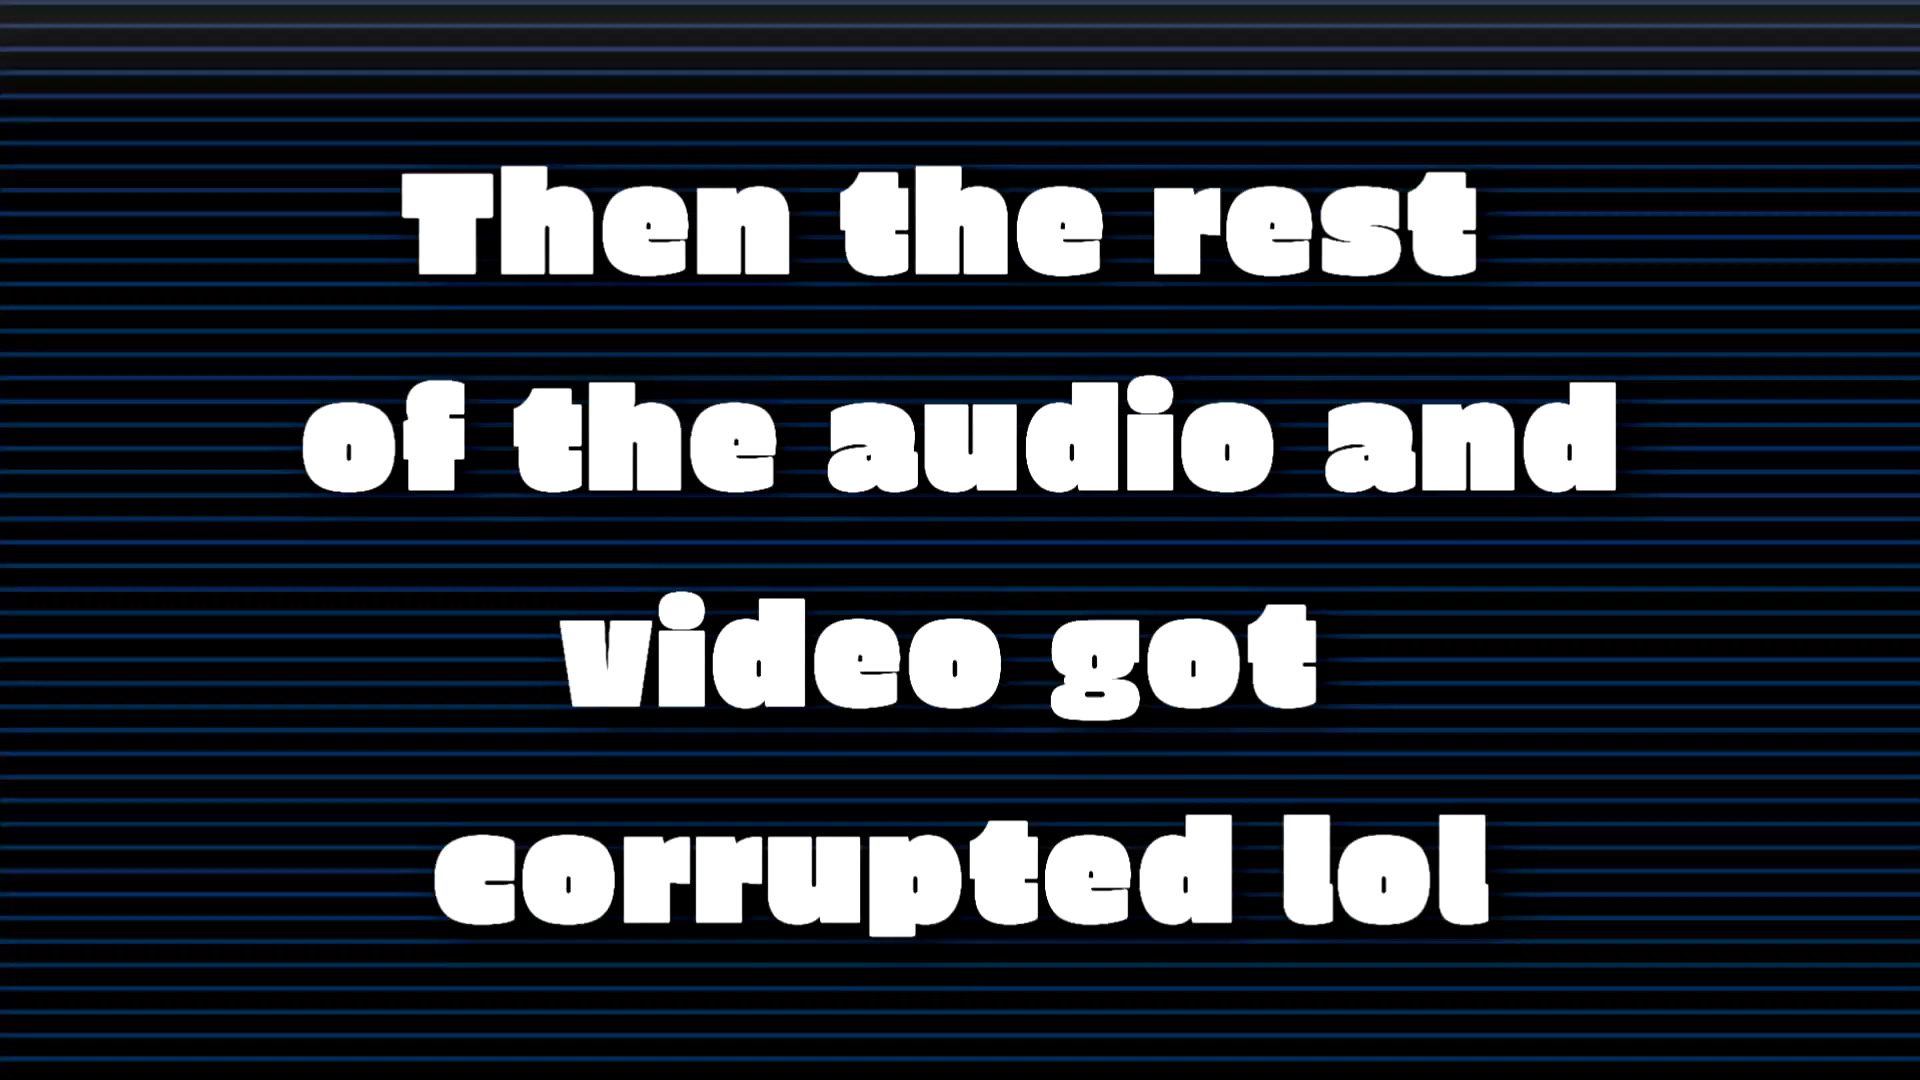 Then the rest
of the audio and
video got
corrupted lol